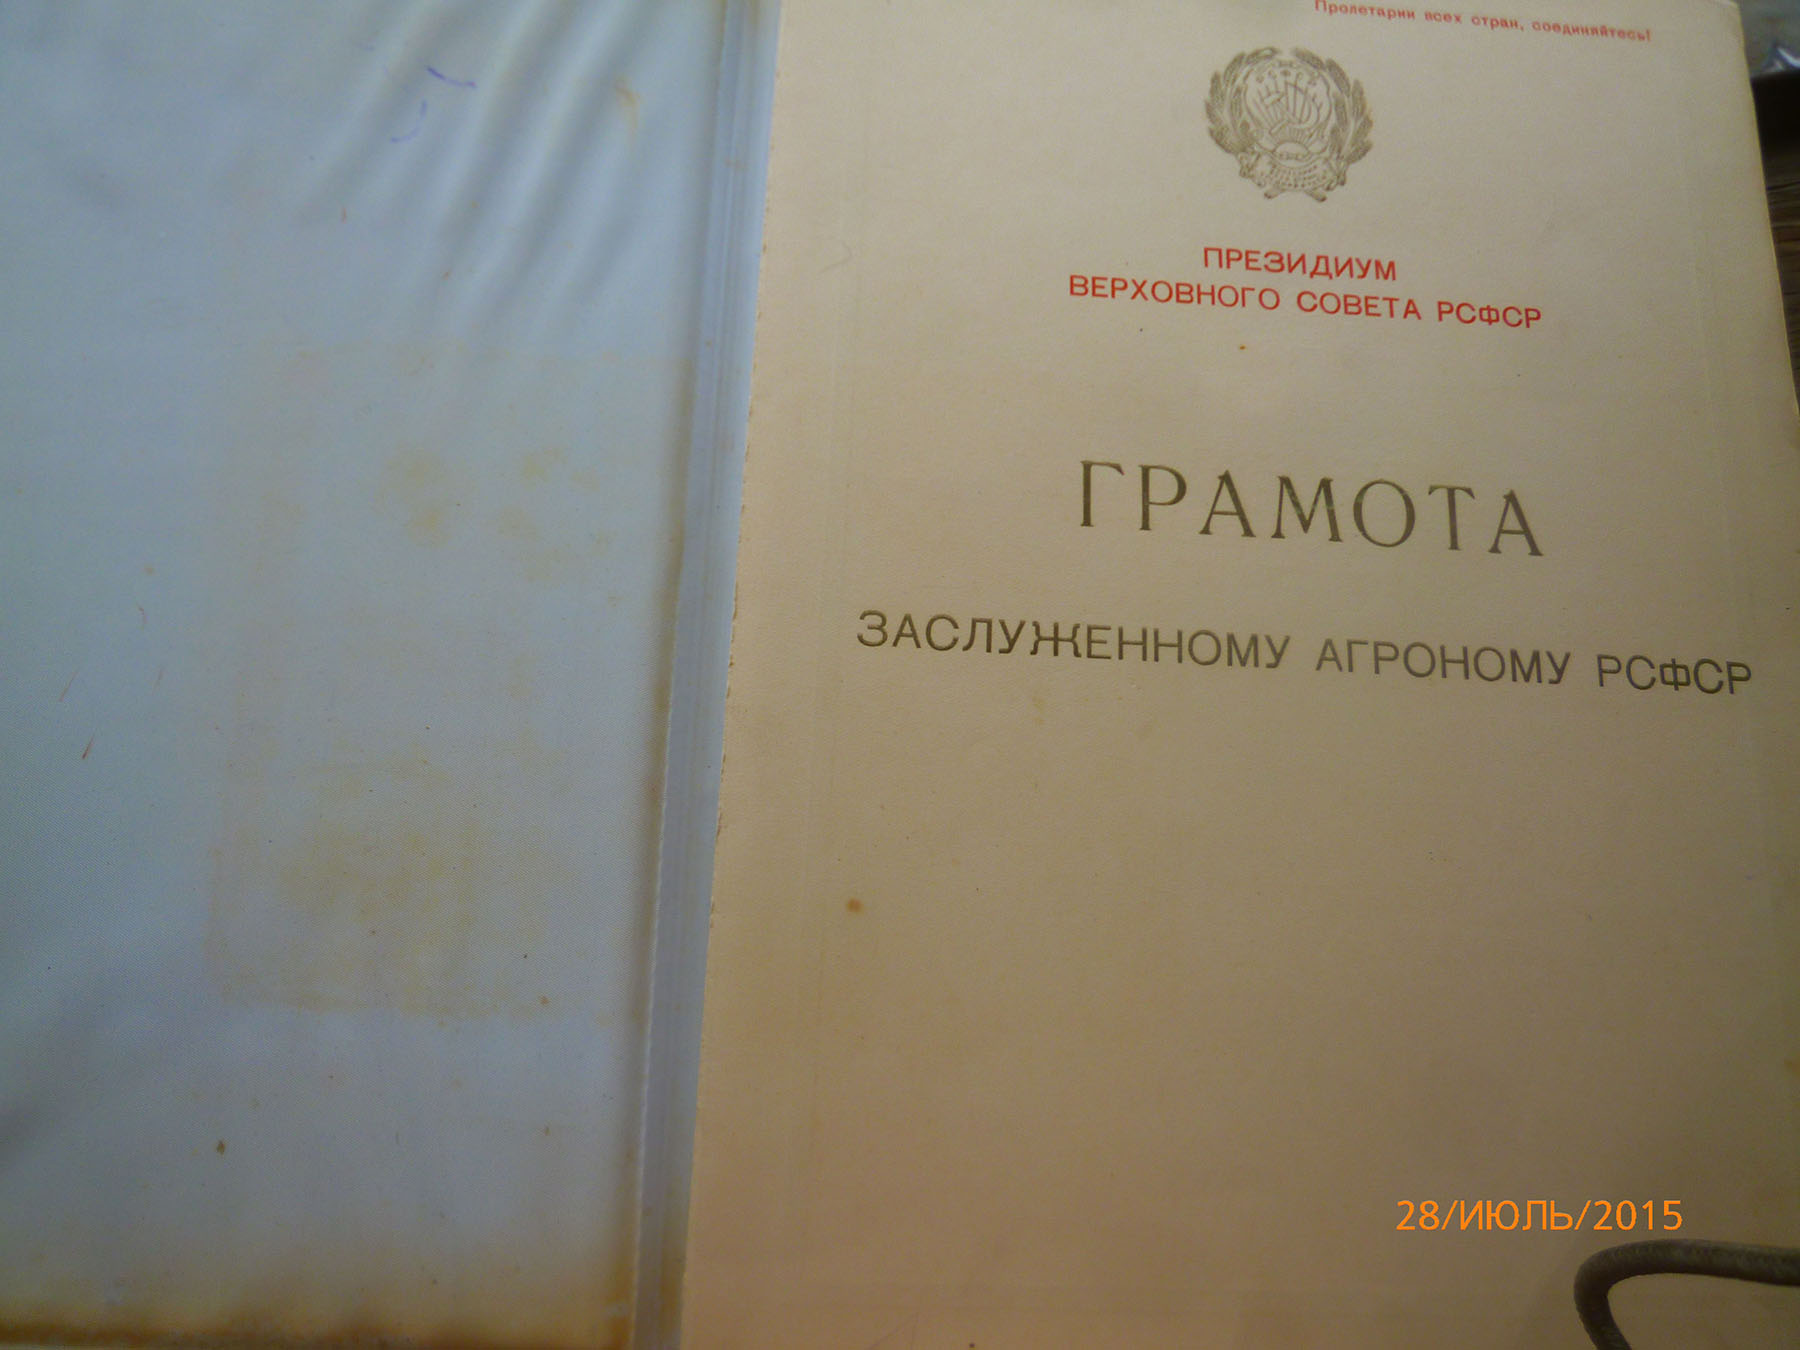 Пролетарии всех стран, соединяйтесь!
ПРЕЗИДИУМ
ВЕРХОВНОГО СОВЕТА РСФСР
ГРАМОТА
ЗАСЛУЖЕННОМУ АГРОНОМУ РСФСР
28/ИЮЛЬ/2015